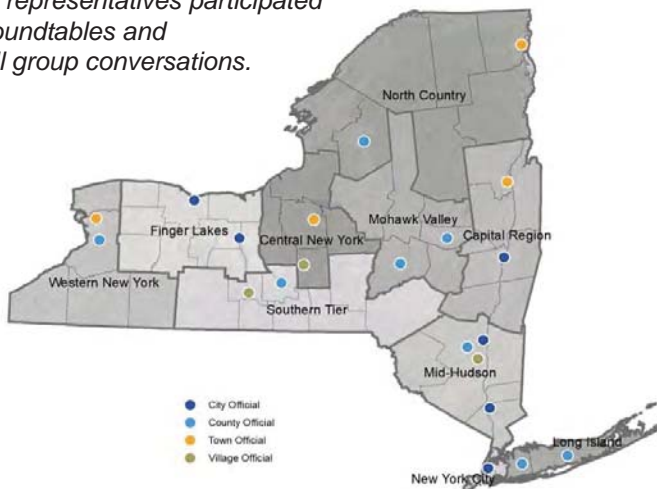 representatives participated
roundtables and
group conversations.
North Country
Mohawk Valley
Finger Lakes
Central New York
Capital Region
Western New York
Southern Tier
Mid-Hudson
City Official
County Official
Town Official
Village Official
Long Island
New York City